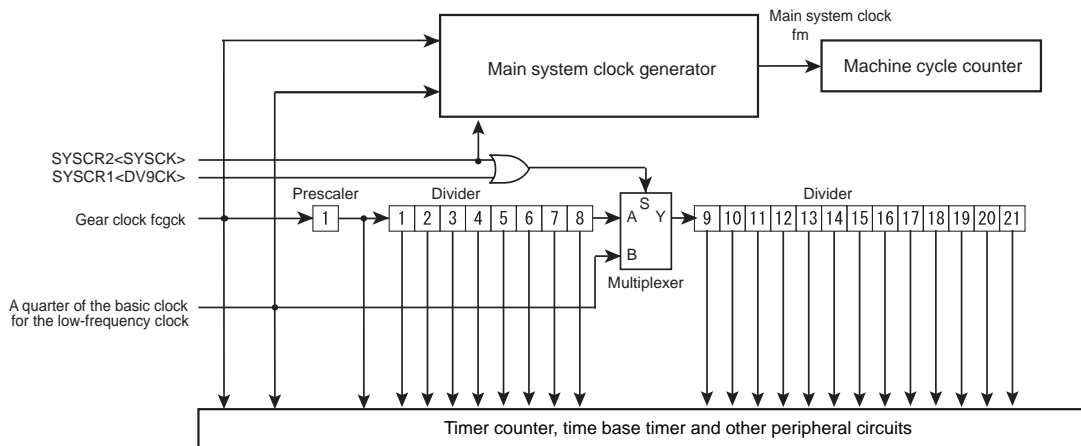 Main system clock
fm
Main system clock generator
Machine cycle counter
SYSCR2<SYSCK>
SYSCR1<DV9CK>
Prescaler
Divider
S
Divider
Gear clock fcgck
1
1 2 3 4 5 6 7 8
A
Y
9 10 11 12 13 14 15 16 17 18 19 20 21
B
Multiplexer
A quarter of the basic clock
for the low-frequency clock
Timer counter, time base timer and other peripheral circuits